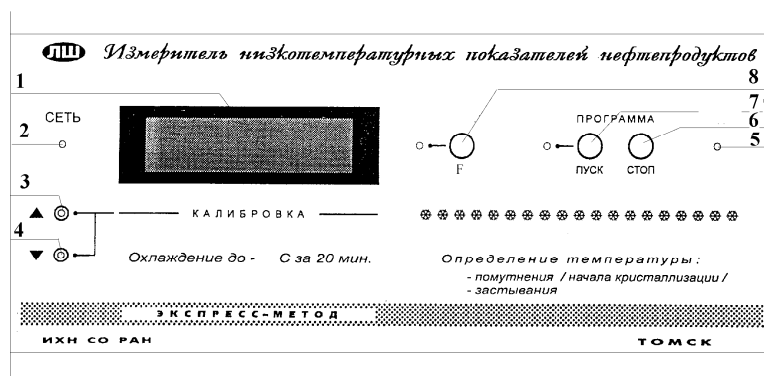 ЛШ Измеритель низкотемпературных показателей нефтепродуктов
8
1
7
СЕТЬ
ПРОГРАММА
6
2
5
F
ПУСК СТОП
3
▲ КАЛИБРОВКА
4
▼
Охлаждение до - С за 20 мин.
Определение температуры:
- помутнения / начала кристаллизации /
- застывания
ЭКСПРЕСС-МЕТОД
ИХН СО РАН ТОМСК